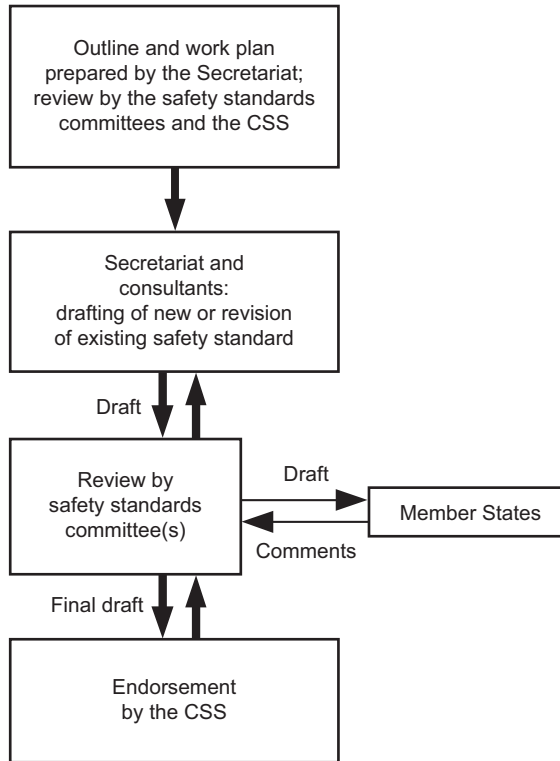 Outline and work plan
prepared by the Secretariat;
review by the safety standards
committees and the CSS
Secretariat and
consultants:
drafting of new or revision
of existing safety standard
Draft
Review by
safety standards
committee(s)
Draft
Member States
Comments
Final draft
Endorsement
by the CSS